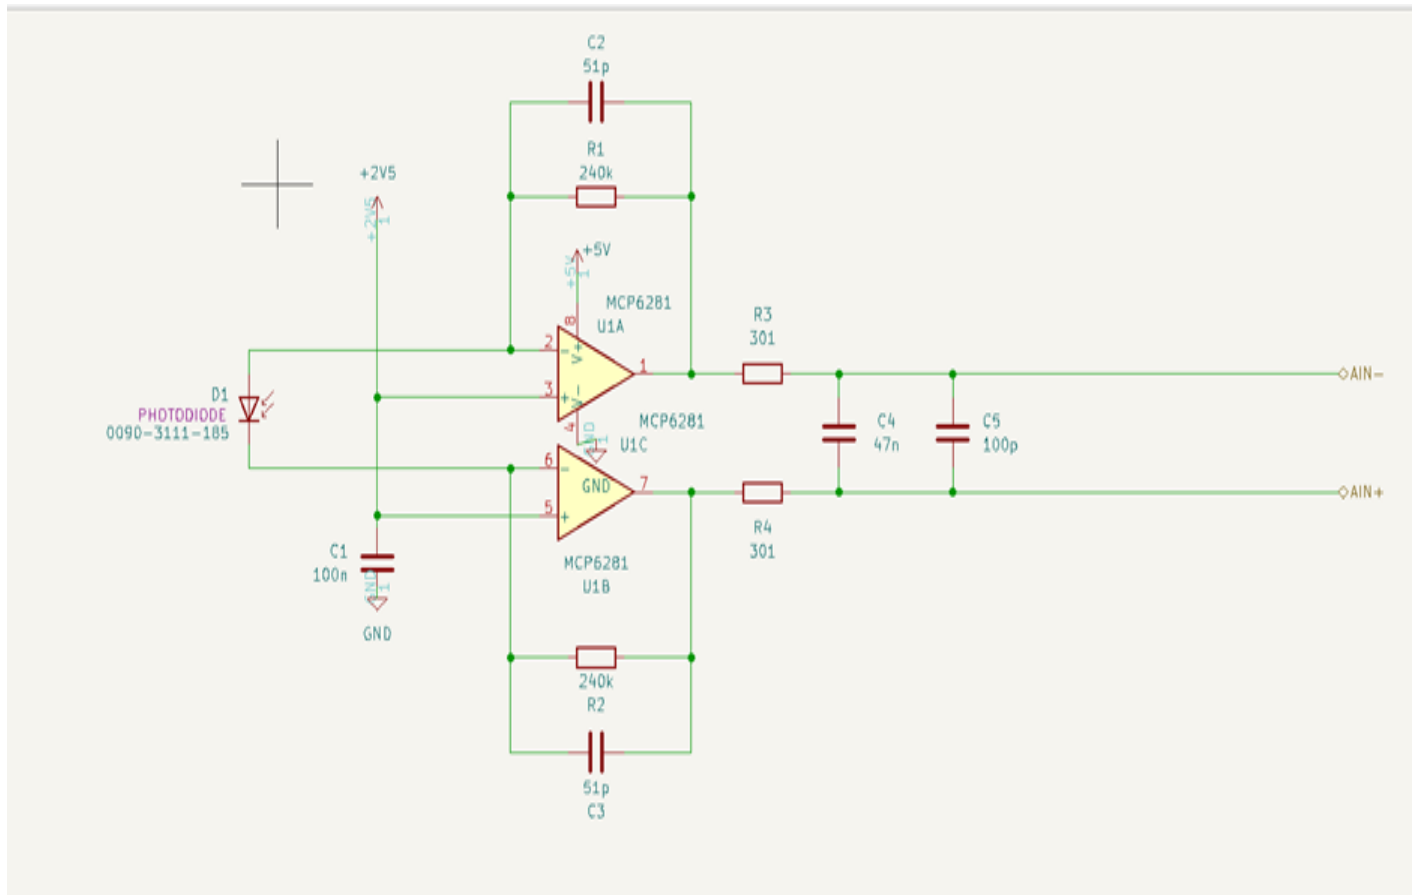 C2
51p
R1
240k
+2V5
+2V5
1
+5V
+5V
1
MCP6281
U1A
8
2
-
V+
1
3
+
V-
4
R3
301
AIN-
D1
PHOTODIODE
0090-3111-185
MCP6281
GND
1
U1C
C4
47n
C5
100p
6
-
GND
7
5
+
AIN+
R4
301
C1
100n
GND
1
GND
MCP6281
U1B
240k
R2
51p
C3